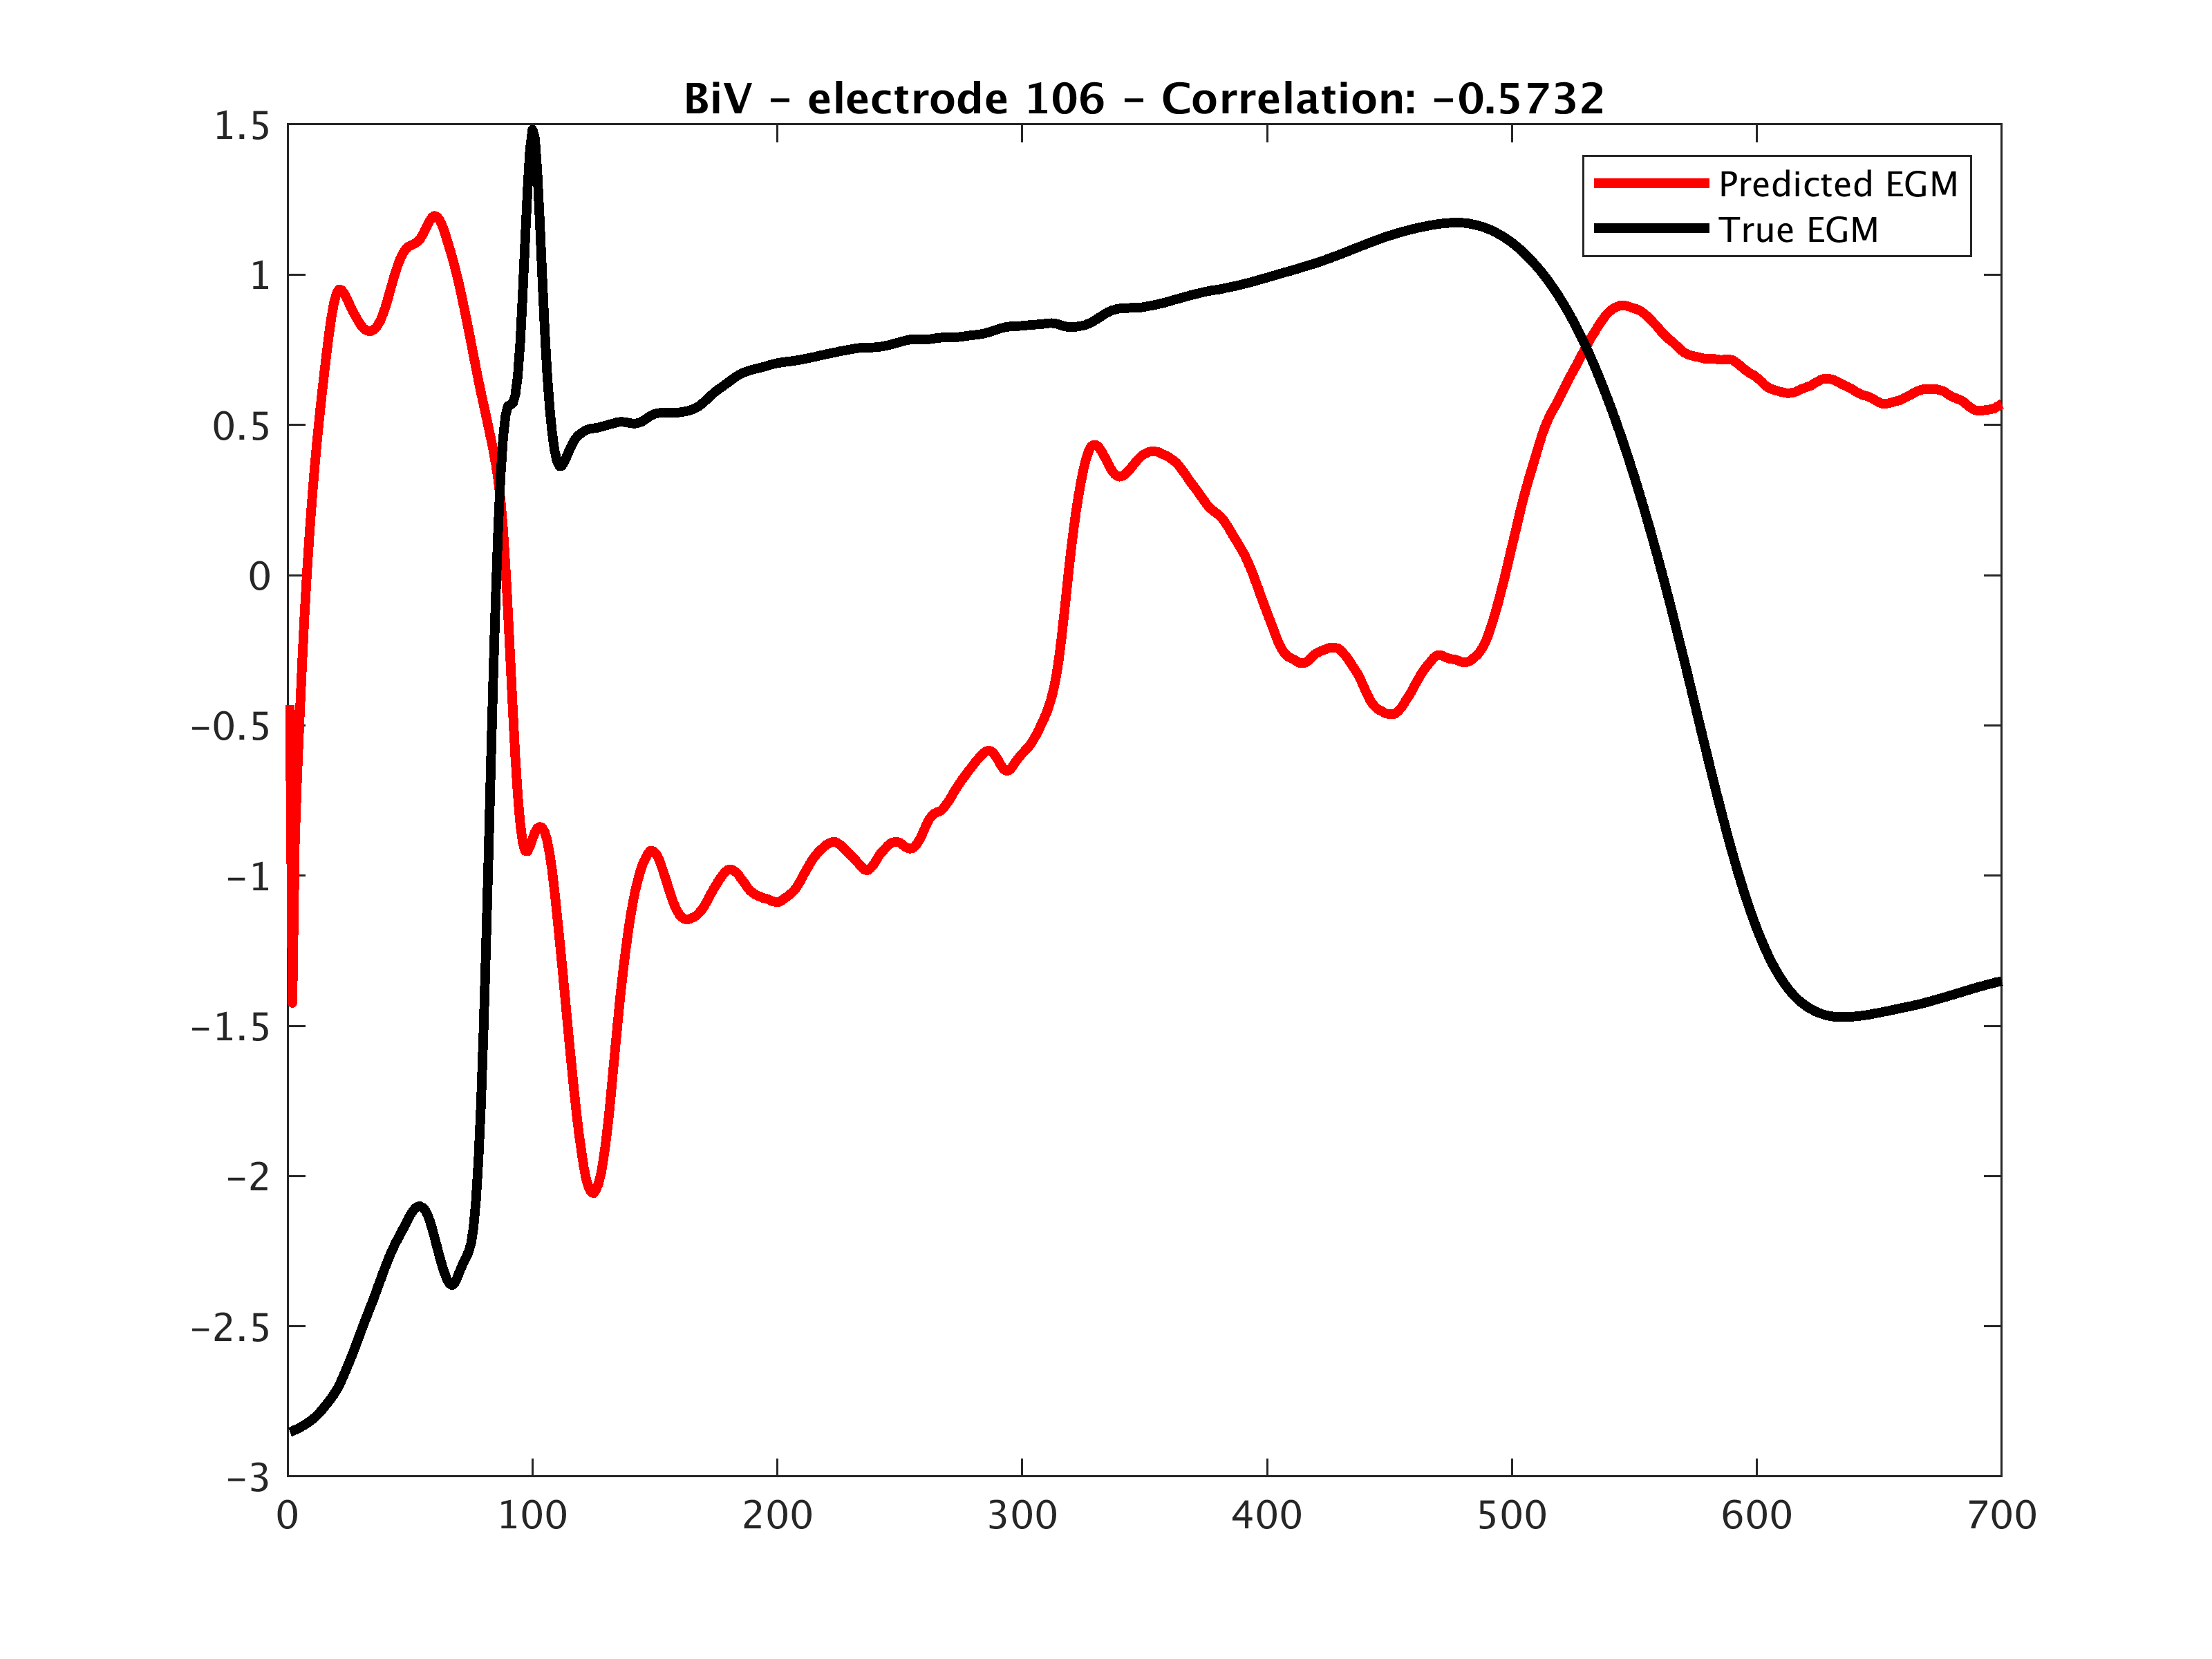 BiV – electrode 106 – Correlation: –0.5732
1.5
1
0.5
0
–0.5
–1
–1.5
–2
–2.5
–3
0 100 200 300 400 500 600 700
Predicted EGM
True EGM